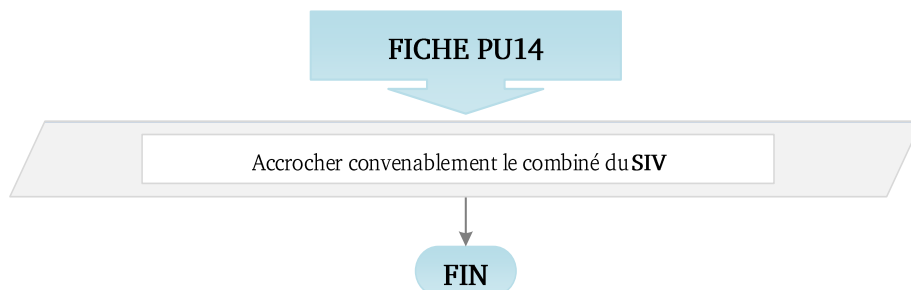 FICHE PU14
Accrocher convenablement le combiné du SIV
FIN